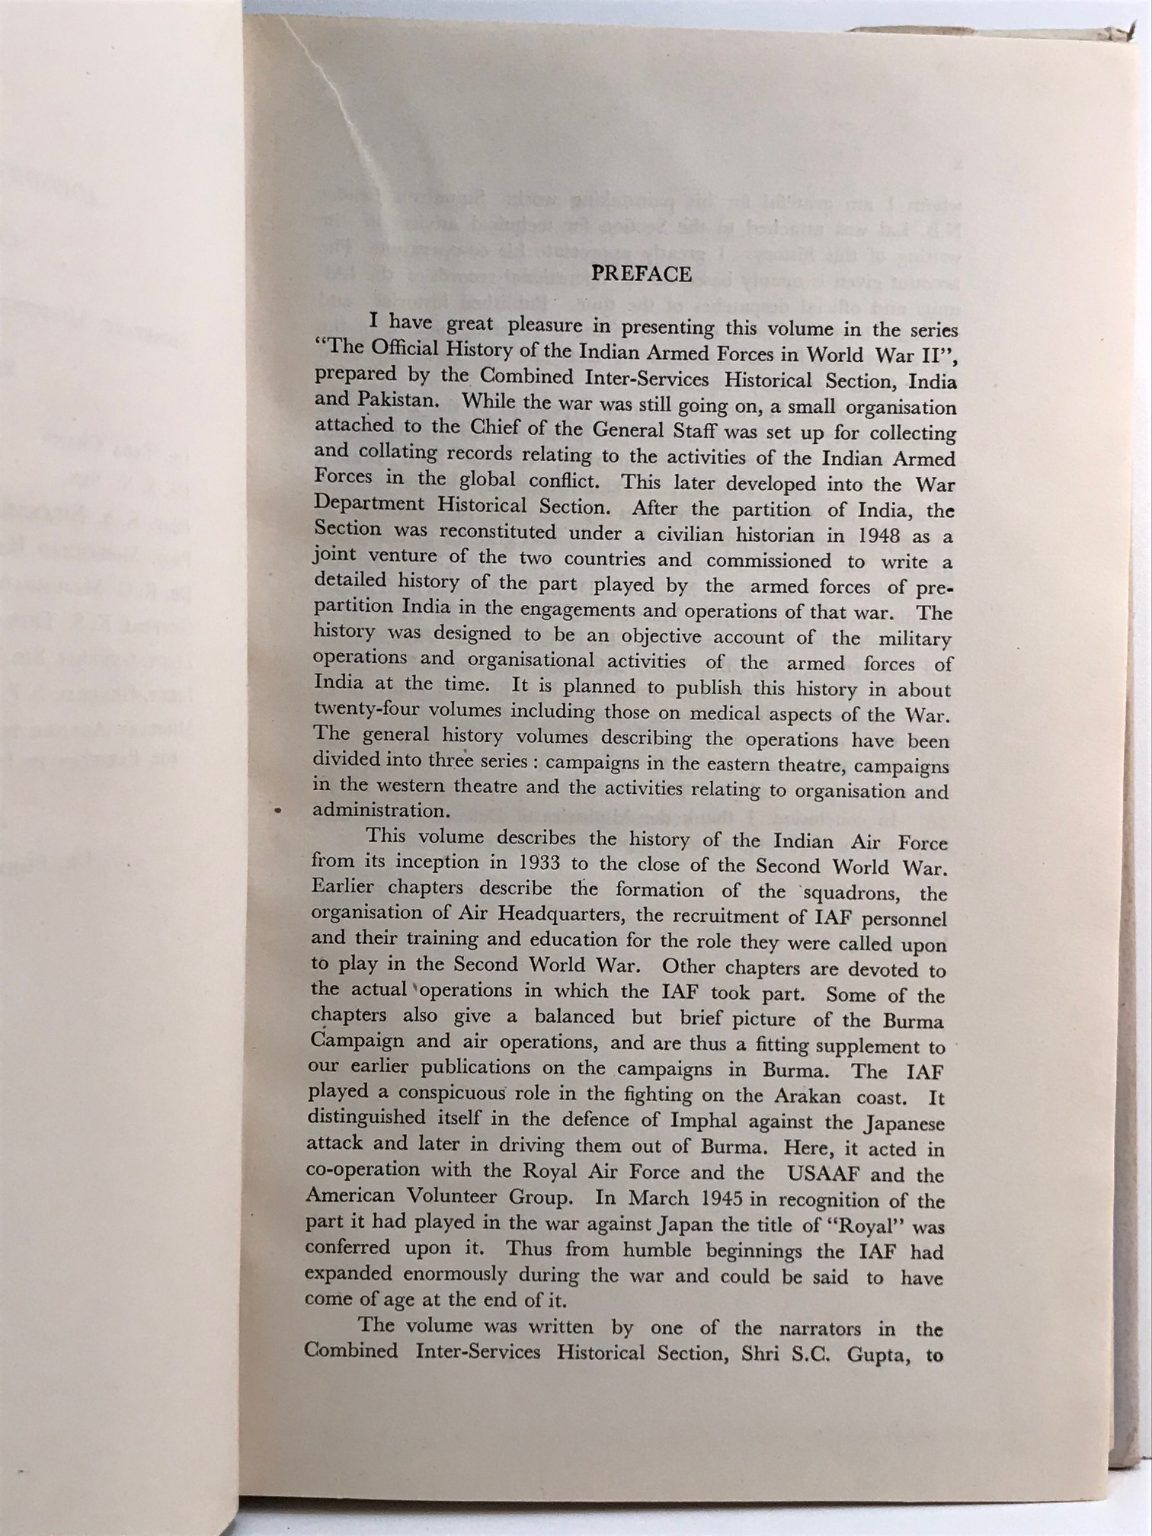 PREFACE
I have great pleasure in presenting this volume in the series
“The Official History of the Indian Armed Forces in World War II”,
prepared by the Combined Inter-Services Historical Section, India
and Pakistan. While the war was still going on, a small organisation
attached to the Chief of the General Staff was set up for collecting
and collating records relating to the activities of the Indian Armed
Forces in the global conflict. This later developed into the War
Department Historical Section. After the partition of India, the
Section was reconstituted under a civilian historian in 1948 as a
joint venture of the two countries and commissioned to write a
detailed history of the part played by the armed forces of pre-
partition India in the engagements and operations of that war. The
history was designed to be an objective account of the military
operations and organisational activities of the armed forces of
India at the time. It is planned to publish this history in about
twenty-four volumes including those on medical aspects of the War.
The general history volumes describing the operations have been
divided into three series : campaigns in the eastern theatre, campaigns
in the western theatre and the activities relating to organisation and
administration.
This volume describes the history of the Indian Air Force
from its inception in 1933 to the close of the Second World War.
Earlier chapters describe the formation of the squadrons, the
organisation of Air Headquarters, the recruitment of IAF personnel
and their training and education for the role they were called upon
to play in the Second World War. Other chapters are devoted to
the actual operations in which the IAF took part. Some of the
chapters also give a balanced but brief picture of the Burma
Campaign and air operations, and are thus a fitting supplement to
our earlier publications on the campaigns in Burma. The IAF
played a conspicuous role in the fighting on the Arakan coast. It
distinguished itself in the defence of Imphal against the Japanese
attack and later in driving them out of Burma. Here, it acted in
co-operation with the Royal Air Force and the USAAF and the
American Volunteer Group. In March 1945 in recognition of the
part it had played in the war against Japan the title of “Royal” was
conferred upon it. Thus from humble beginnings the IAF had
expanded enormously during the war and could be said to have
come of age at the end of it.
The volume was written by one of the narrators in the
Combined Inter-Services Historical Section, Shri S.C. Gupta, to